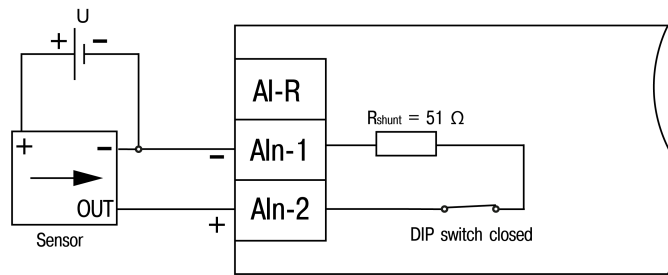 U
+ −
AI-R
Rshunt = 51 Ω
+ −
− AIn-1
OUT
+ AIn-2
Sensor
DIP switch closed